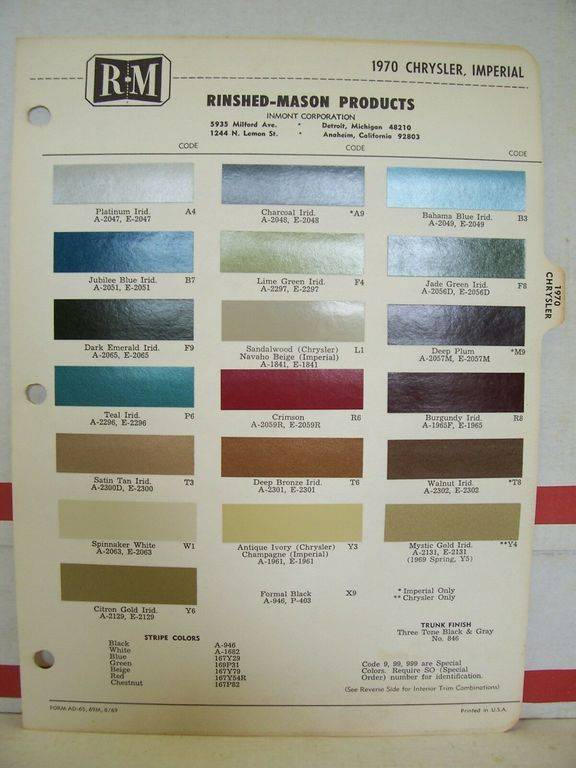 R-M
1970 CHRYSLER, IMPERIAL
RINSHED-MASON PRODUCTS
INMONT CORPORATION
5935 Milford Ave. * Detroit, Michigan 48210
1244 N. Lemon St. * Anaheim, California 92803
CODE CODE CODE
Platinum Irid. A4
A-2047, E-2047
Charcoal Irid. *A9
A-2048, E-2048
Bahama Blue Irid. B3
A-2049, E-2049
Jubilee Blue Irid. B7
A-2051, E-2051
Lime Green Irid. F4
A-2297, E-2297
Jade Green Irid. F8
A-2056D, E-2056D
1970
CHRYSLER
Dark Emerald Irid. F9
A-2065, E-2065
Sandalwood (Chrysler) L1
Navaho Beige (Imperial)
A-1841, E-1841
Deep Plum *M9
A-2057M, E-2057M
Teal Irid. P6
A-2296, E-2296
Crimson R6
A-2059R, E-2059R
Burgundy Irid. R8
A-1965F, E-1965
Satin Tan Irid. T3
A-2300D, E-2300
Deep Bronze Irid. T6
A-2301, E-2301
Walnut Irid. *T8
A-2302, E-2302
Spinnaker White W1
A-2063, E-2063
Antique Ivory (Chrysler) Y3
Champagne (Imperial)
A-1961, E-1961
Mystic Gold Irid. **Y4
A-2131, E-2131
(1969 Spring, Y5)
Citron Gold Irid. Y6
A-2129, E-2129
Formal Black X9
A-946, P-403
* Imperial Only
** Chrysler Only
STRIPE COLORS
Black A-946
White A-1682
Blue 167Y29
Green 169P31
Beige 167Y79
Red 167Y54R
Chestnut 167P82
TRUNK FINISH
Three Tone Black & Gray
No. 846
Code 9, 99, 999 are Special
Colors. Require SO (Special
Order) number for identification.
(See Reverse Side for Interior Trim Combinations)
FORM AD-65, 69M, 8/69
Printed in U.S.A.